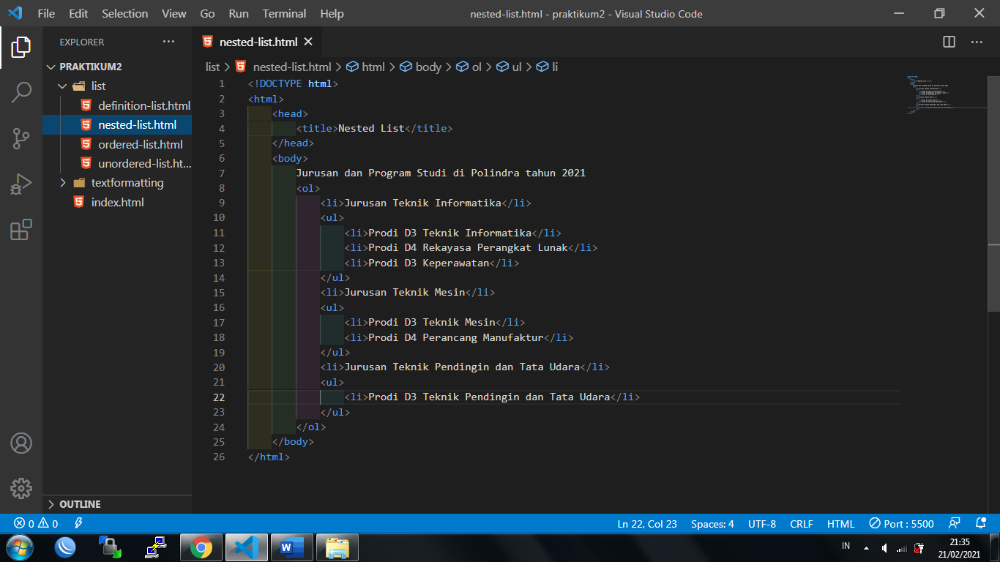 File Edit Selection View Go Run Terminal Help nested-list.html - praktikum2 - Visual Studio Code
EXPLORER
PRAKTIKUM2
list
definition-list.html
nested-list.html
ordered-list.html
unordered-list.ht...
textformatting
index.html
OUTLINE
nested-list.html
list > nested-list.html > html > body > ol > ul > li
1 <!DOCTYPE html>
2 <html>
3 <head>
4 <title>Nested List</title>
5 </head>
6 <body>
7 Jurusan dan Program Studi di Polindra tahun 2021
8 <ol>
9 <li>Jurusan Teknik Informatika</li>
10 <ul>
11 <li>Prodi D3 Teknik Informatika</li>
12 <li>Prodi D4 Rekayasa Perangkat Lunak</li>
13 <li>Prodi D3 Keperawatan</li>
14 </ul>
15 <li>Jurusan Teknik Mesin</li>
16 <ul>
17 <li>Prodi D3 Teknik Mesin</li>
18 <li>Prodi D4 Perancang Manufaktur</li>
19 </ul>
20 <li>Jurusan Teknik Pendingin dan Tata Udara</li>
21 <ul>
22 <li>Prodi D3 Teknik Pendingin dan Tata Udara</li>
23 </ul>
24 </ol>
25 </body>
26 </html>
0 0 Ln 22, Col 23 Spaces: 4 UTF-8 CRLF HTML Port : 5500
IN 21:35
21/02/2021